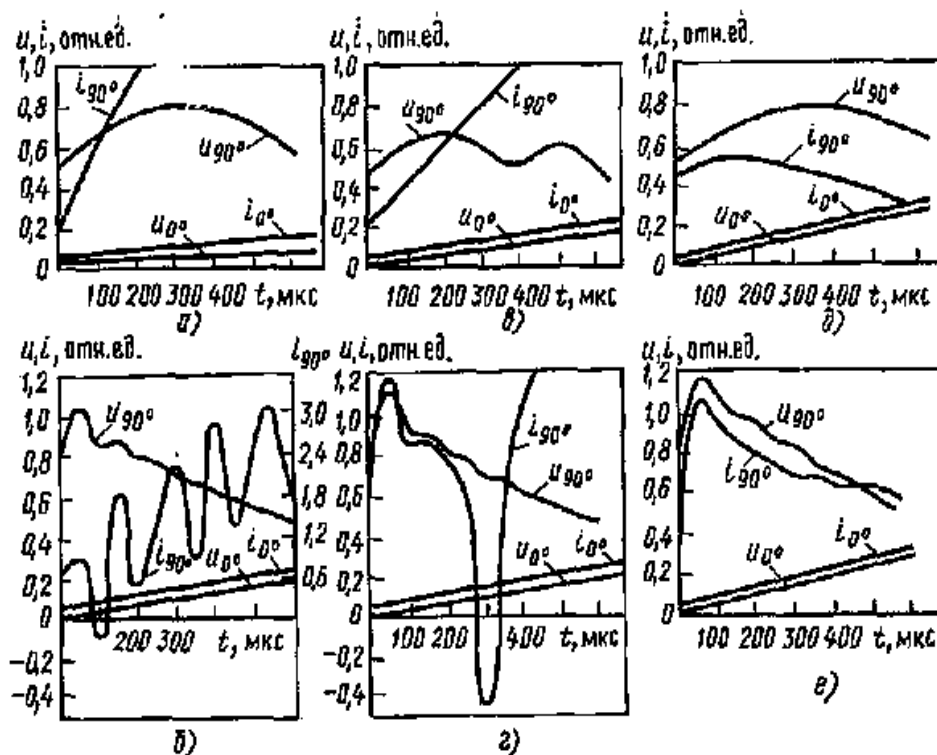 u,i, отн.ед.
1,0
0,8
0,6
0,4
0,2
0
i90°
u90°
u0°
i0°
100 200 300 400 t, мкс
а)
u,i, отн.ед.
1,0
0,8
0,6
0,4
0,2
0
u90°
i90°
u0°
i0°
100 200 300 400 t, мкс
в)
u,i, отн.ед.
1,0
0,8
0,6
0,4
0,2
0
u90°
i90°
u0°
i0°
100 200 300 400 t, мкс
д)
u,i, отн.ед.
1,2
1,0
0,8
0,6
0,4
0,2
0
-0,2
-0,4
u90°
i90°
u0°
i0°
200 300 t, мкс
б)
i90°
3,0
2,4
1,8
1,2
0,6
u,i, отн.ед.
1,2
1,0
0,8
0,6
0,4
0,2
0
-0,2
-0,4
i90°
u90°
u0°
i0°
100 200 400 t, мкс
г)
u,i, отн.ед.
1,2
1,0
0,8
0,6
0,4
0,2
0
u90°
i90°
u0°
i0°
100 200 300 400 t, мкс
е)